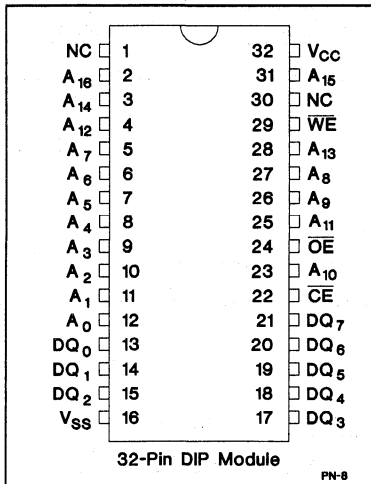 NC 1 32 VCC
A16 2 31 A15
A14 3 30 NC
A12 4 29 WE
A7 5 28 A13
A6 6 27 A8
A5 7 26 A9
A4 8 25 A11
A3 9 24 OE
A2 10 23 A10
A1 11 22 CE
A0 12 21 DQ7
DQ0 13 20 DQ6
DQ1 14 19 DQ5
DQ2 15 18 DQ4
VSS 16 17 DQ3
32-Pin DIP Module
PN-8